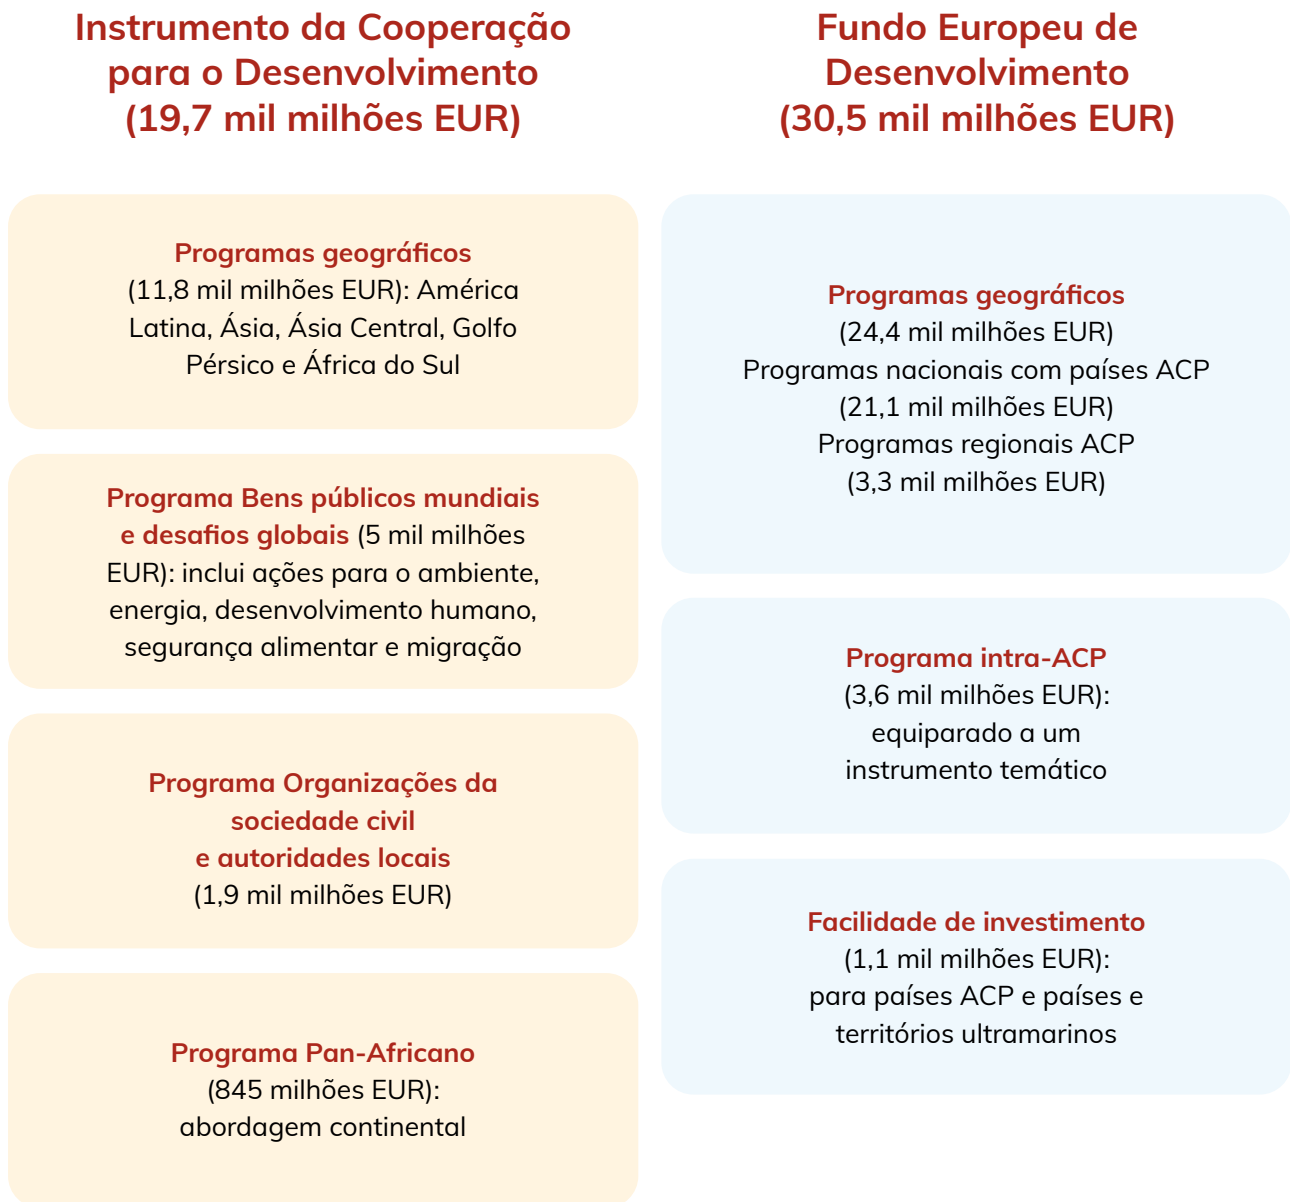 Instrumento da Cooperação
para o Desenvolvimento
(19,7 mil milhões EUR)
Programas geográficos
(11,8 mil milhões EUR): América
Latina, Ásia, Ásia Central, Golfo
Pérsico e África do Sul
Programa Bens públicos mundiais
e desafios globais (5 mil milhões
EUR): inclui ações para o ambiente,
energia, desenvolvimento humano,
segurança alimentar e migração
Programa Organizações da
sociedade civil
e autoridades locais
(1,9 mil milhões EUR)
Programa Pan-Africano
(845 milhões EUR):
abordagem continental
Fundo Europeu de
Desenvolvimento
(30,5 mil milhões EUR)
Programas geográficos
(24,4 mil milhões EUR)
Programas nacionais com países ACP
(21,1 mil milhões EUR)
Programas regionais ACP
(3,3 mil milhões EUR)
Programa intra-ACP
(3,6 mil milhões EUR):
equiparado a um
instrumento temático
Facilidade de investimento
(1,1 mil milhões EUR):
para países ACP e países e
territórios ultramarinos